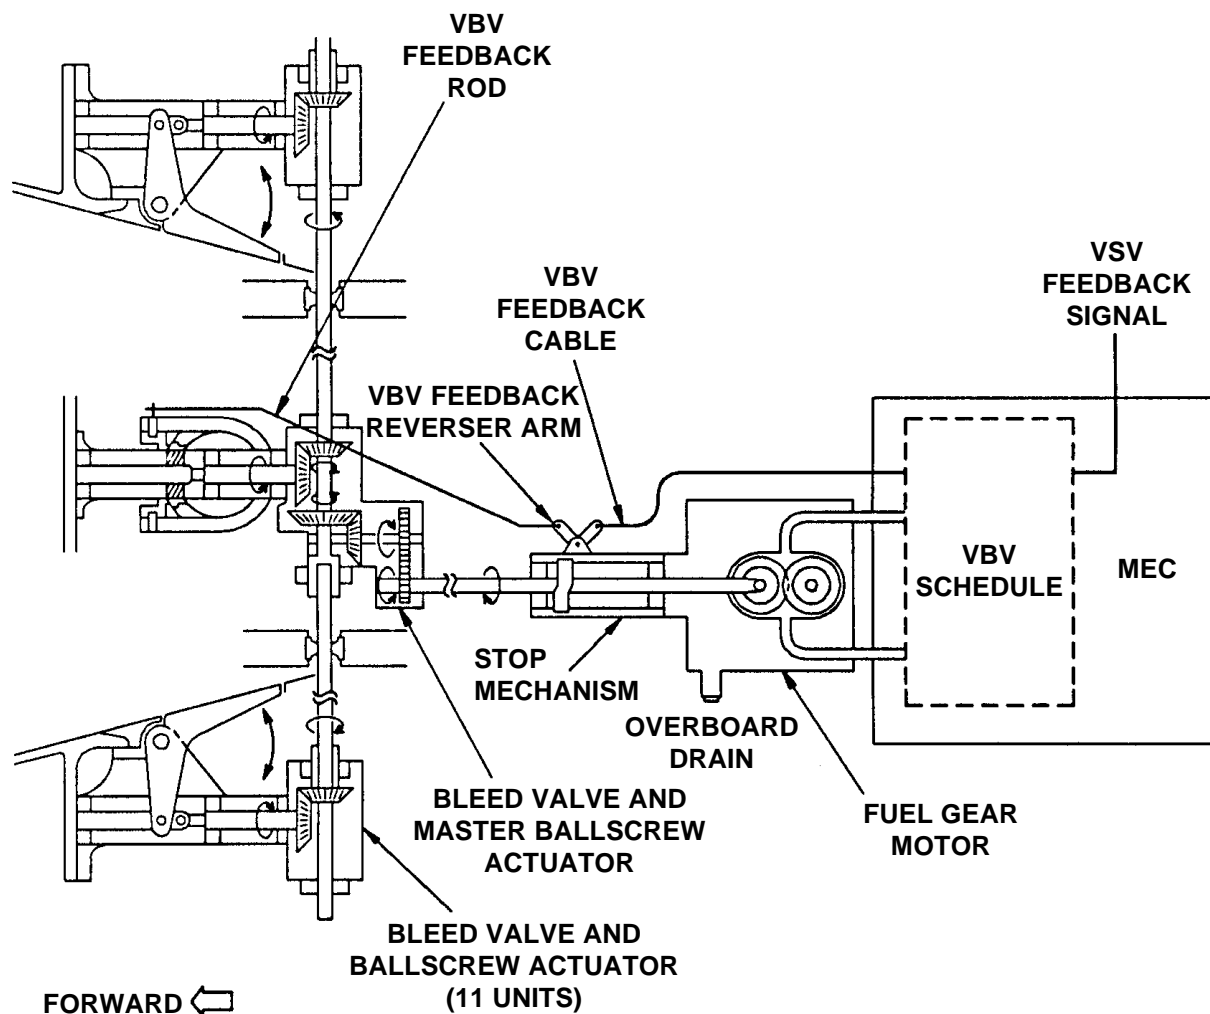 VBV
FEEDBACK
ROD
VBV
FEEDBACK
CABLE
VSV
FEEDBACK
SIGNAL
VBV FEEDBACK
REVERSER ARM
VBV
SCHEDULE
MEC
STOP
MECHANISM
OVERBOARD
DRAIN
BLEED VALVE AND
MASTER BALLSCREW
ACTUATOR
FUEL GEAR
MOTOR
BLEED VALVE AND
BALLSCREW ACTUATOR
(11 UNITS)
FORWARD